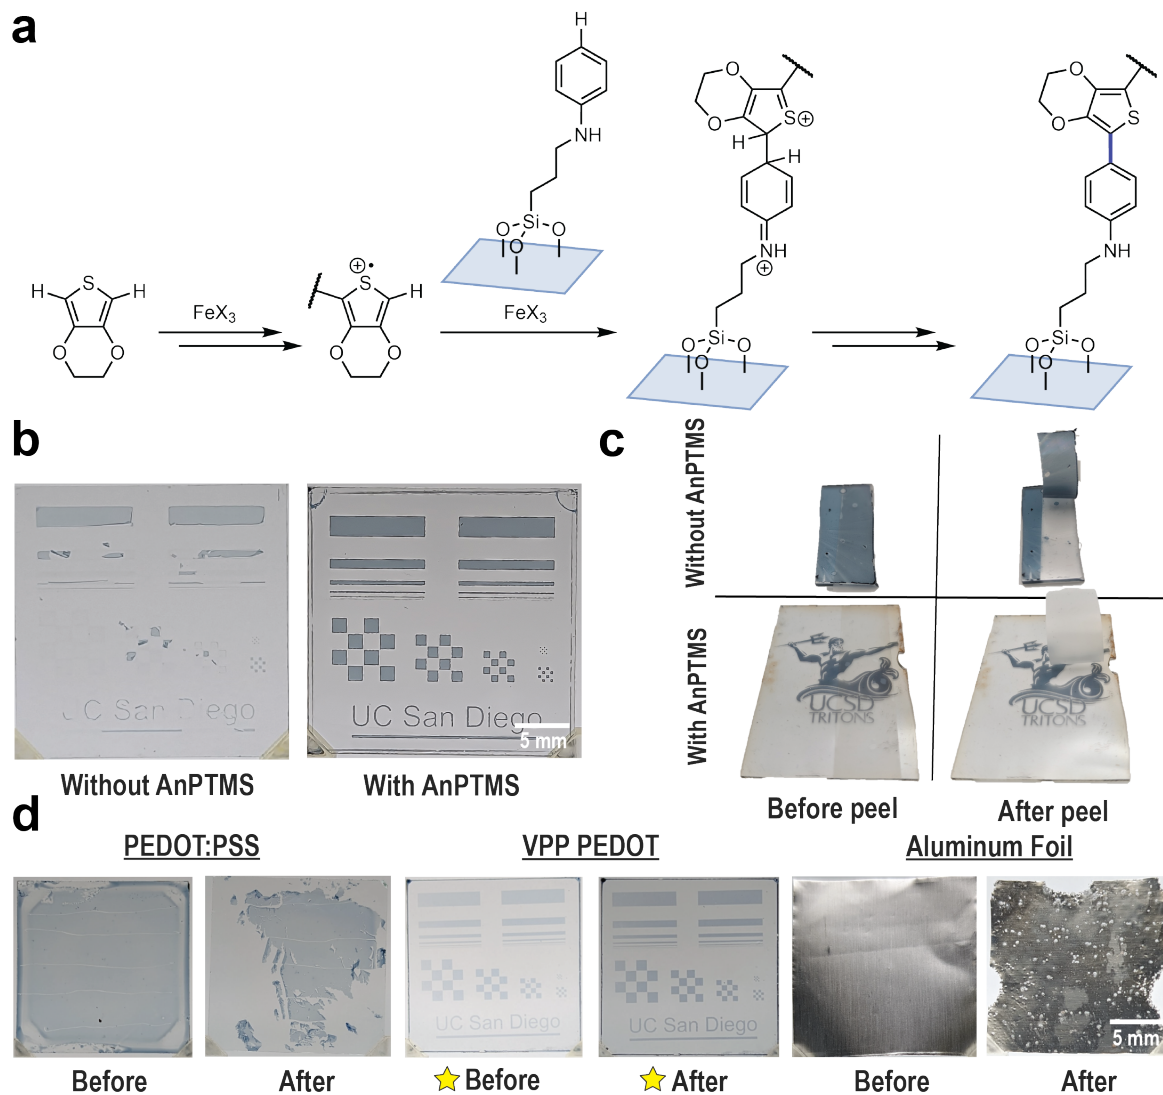 a
H
NH
Si
O
O
O
H
S
H
O
O
FeX3
⊕•
S
H
O
O
FeX3
O
O
S⊕
H
H
NH
⊕
Si
O
O
O
O
O
S
NH
Si
O
O
O
b
UC San Diego
Without AnPTMS
UC San Diego
5 mm
With AnPTMS
c
Without AnPTMS
With AnPTMS
UCSD
TRITONS
UCSD
TRITONS
Before peel
After peel
d
PEDOT:PSS
VPP PEDOT
Aluminum Foil
UC San Diego
UC San Diego
5 mm
Before
After
Before
After
Before
After